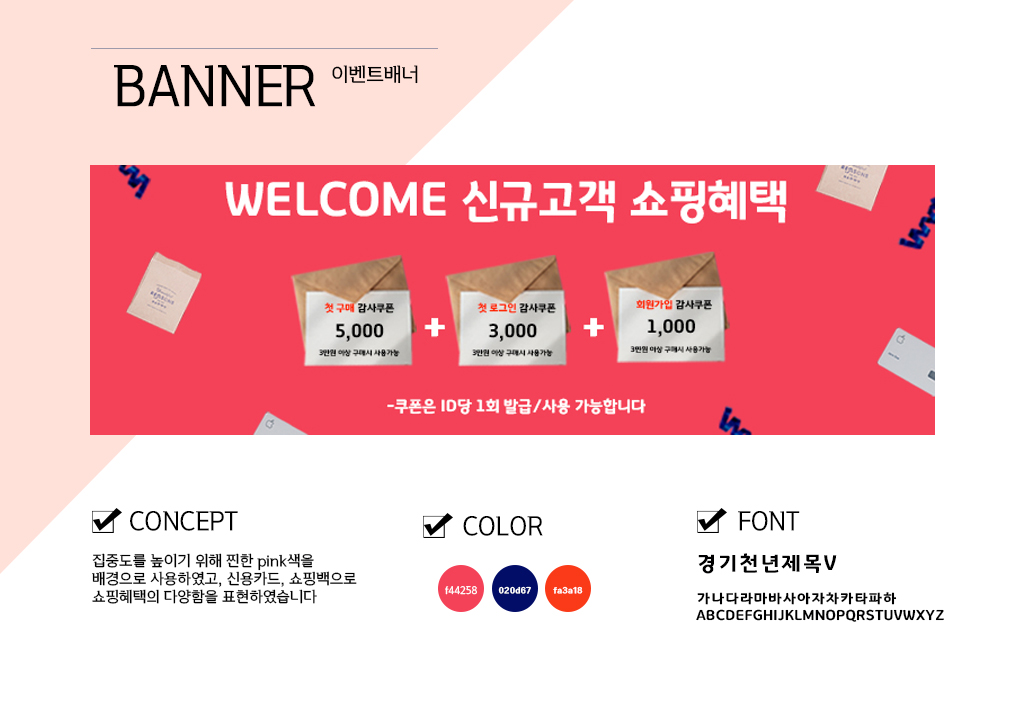 BANNER 이벤트배너
WELCOME 신규고객 쇼핑혜택
첫 구매 감사쿠폰
5,000
3만원 이상 구매시 사용가능
+
첫 로그인 감사쿠폰
3,000
3만원 이상 구매시 사용가능
+
회원가입 감사쿠폰
1,000
3만원 이상 구매시 사용가능
-쿠폰은 ID당 1회 발급/사용 가능합니다
CONCEPT
집중도를 높이기 위해 찐한 pink색을
배경으로 사용하였고, 신용카드, 쇼핑백으로
쇼핑혜택의 다양함을 표현하였습니다
COLOR
f44258
020d67
fa3a18
FONT
경기천년제목V
가나다라마바사아자차카타파하
ABCDEFGHIJKLMNOPQRSTUVWXYZ